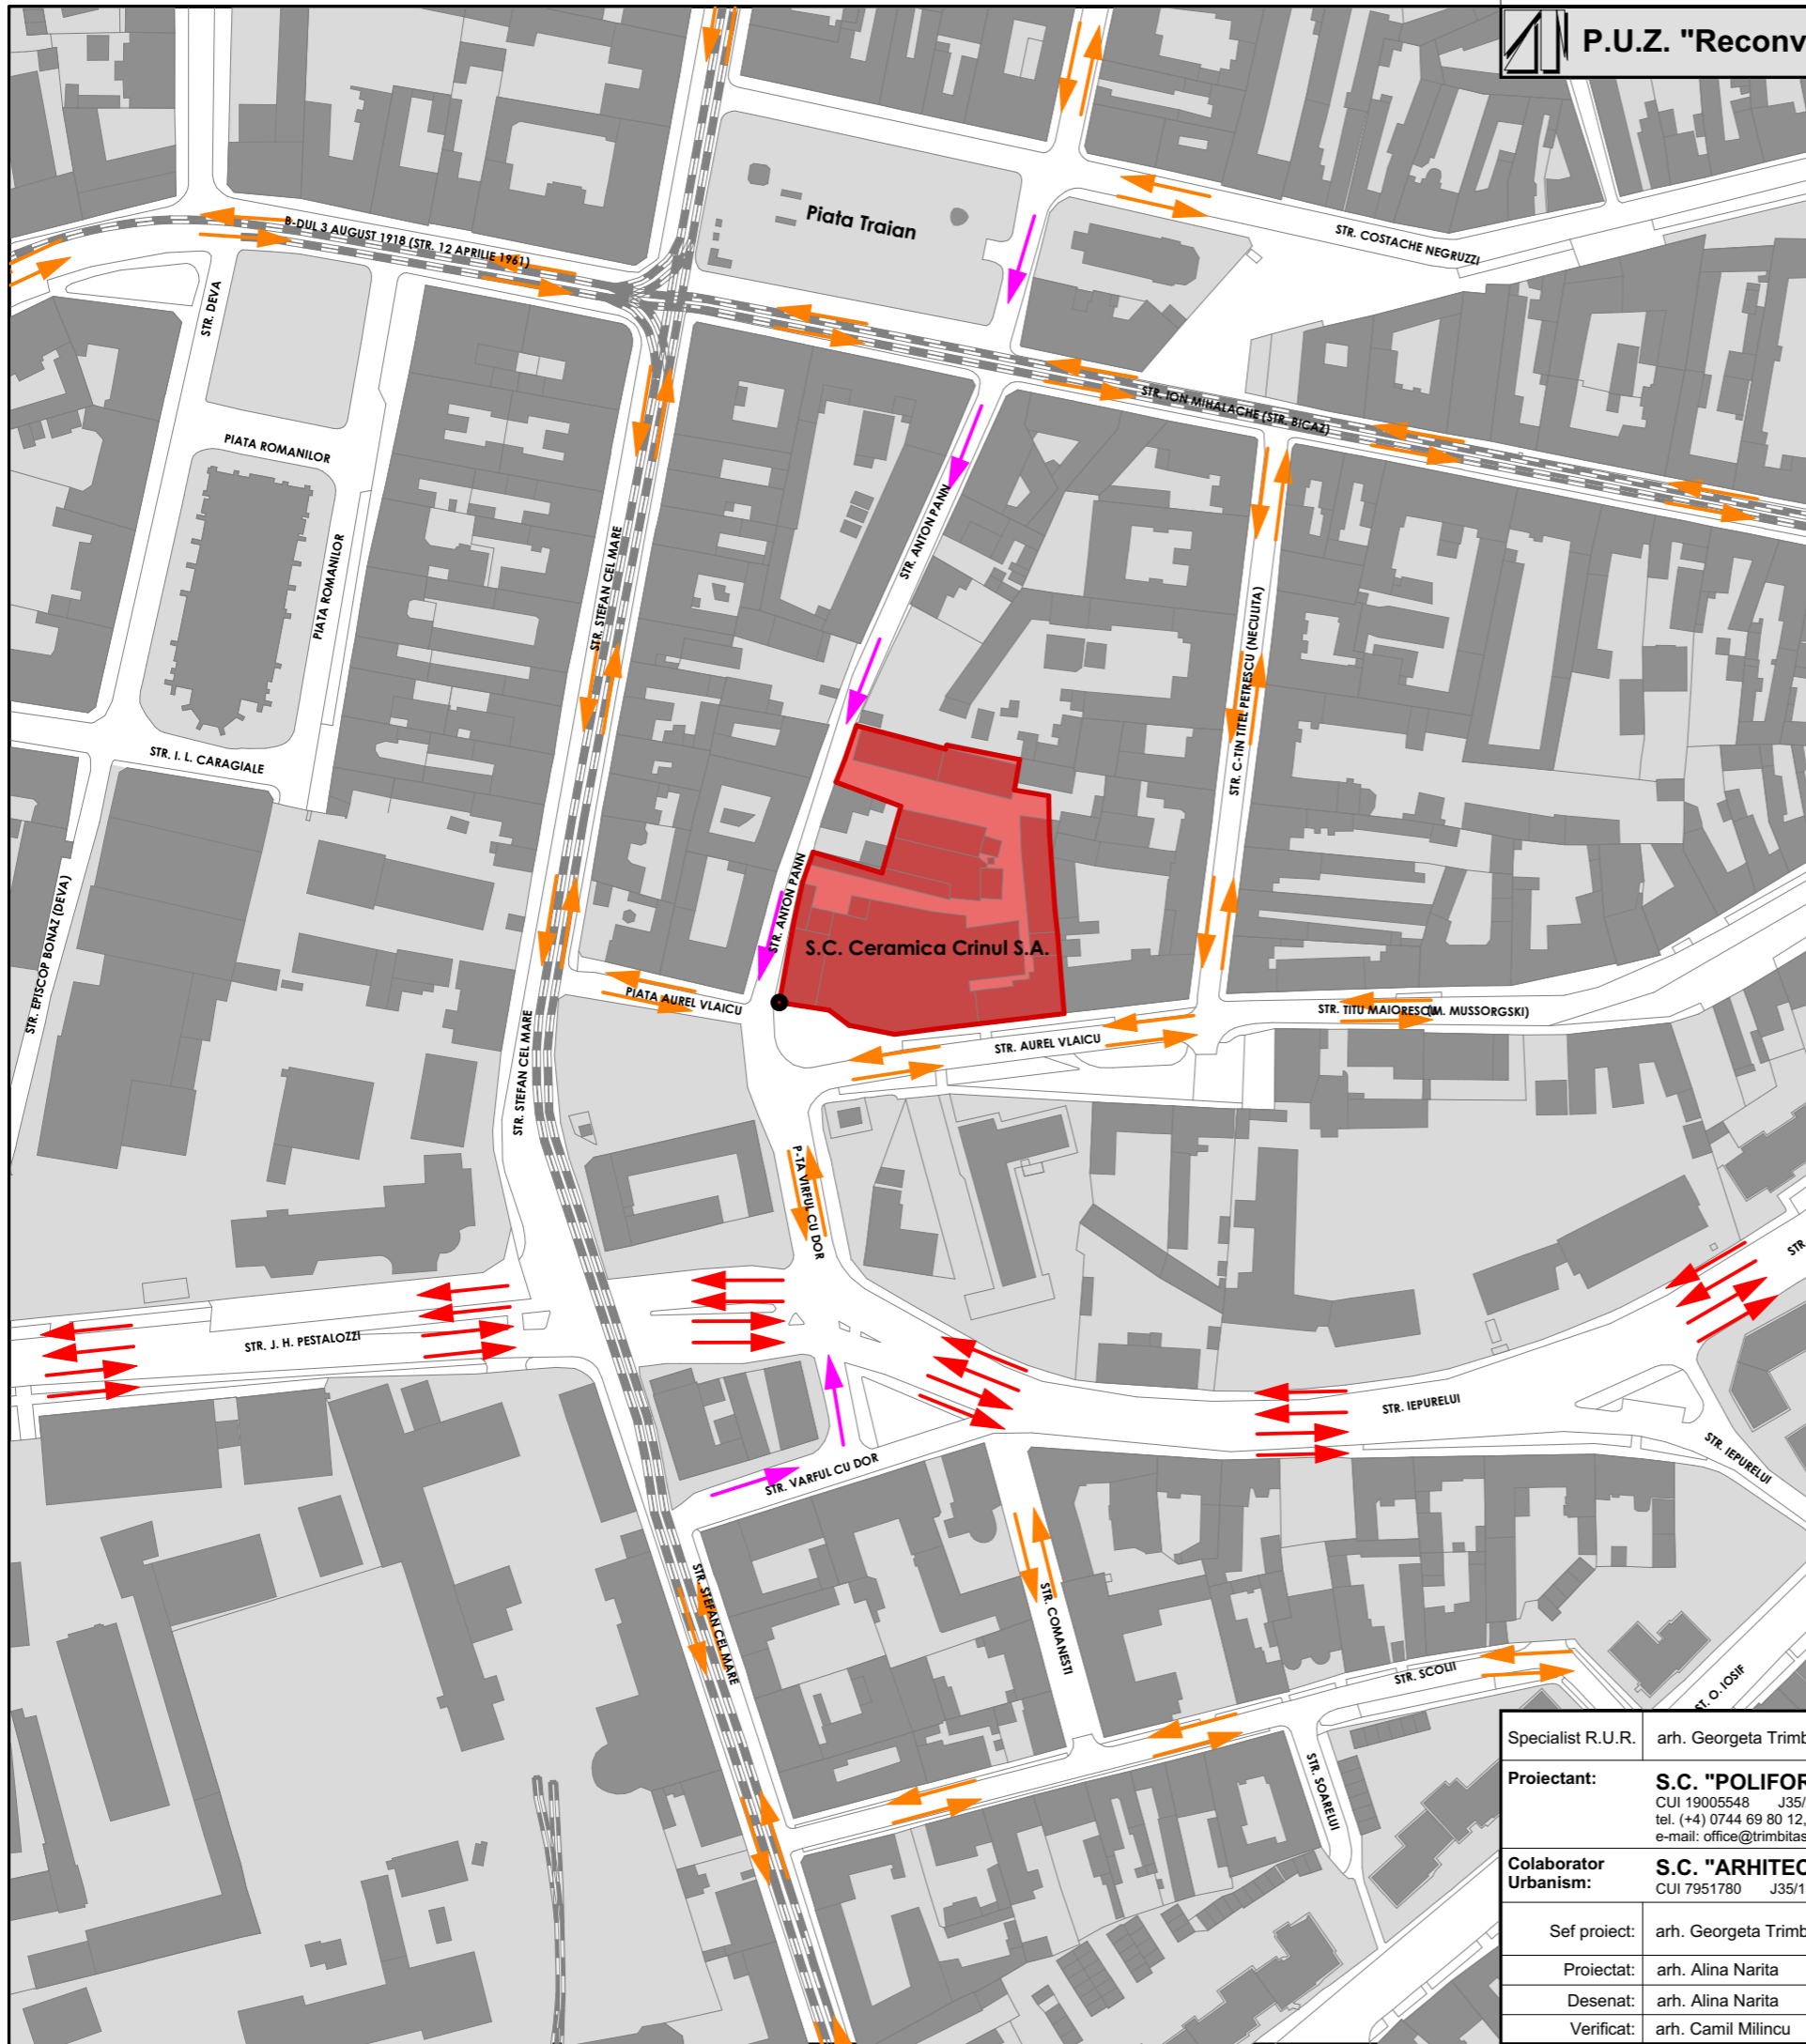 P.U.Z. "Reconv
Piata Traian
STR. COSTACHE NEGRUZZI
B-DUL 3 AUGUST 1918 (STR. 12 APRILIE 1961)
STR. DEVA
STR. ION MIHALACHE (STR. BICAZ)
PIATA ROMANILOR
STR. ANTON PANN
STR. STEFAN CEL MARE
PIATA ROMANILOR
STR. C-TIN TITEL PETRESCU (NECULITA)
STR. I. L. CARAGIALE
STR. EPISCOP BONAZ (DEVA)
STR. ANTON PANN
S.C. Ceramica Crinul S.A.
PIATA AUREL VLAICU
STR. TITU MAIORESCU (M. MUSSORGSKI)
STR. AUREL VLAICU
STR. STEFAN CEL MARE
P-TA VIRFUL CU DOR
STR.
STR. J. H. PESTALOZZI
STR. IEPURELUI
STR. IEPURELUI
STR. VARFUL CU DOR
STR. STEFAN CEL MARE
STR. COMANESTI
STR. SCOLII
ST. O. IOSIF
STR. SOARELUI
Specialist R.U.R. arh. Georgeta Trimb
Proiectant: S.C. "POLIFOR
CUI 19005548 J35/
tel. (+4) 0744 69 80 12,
e-mail: office@trimbitas
Colaborator S.C. "ARHITEC
Urbanism: CUI 7951780 J35/1
Sef proiect: arh. Georgeta Trimb
Proiectat: arh. Alina Narita
Desenat: arh. Alina Narita
Verificat: arh. Camil Milincu